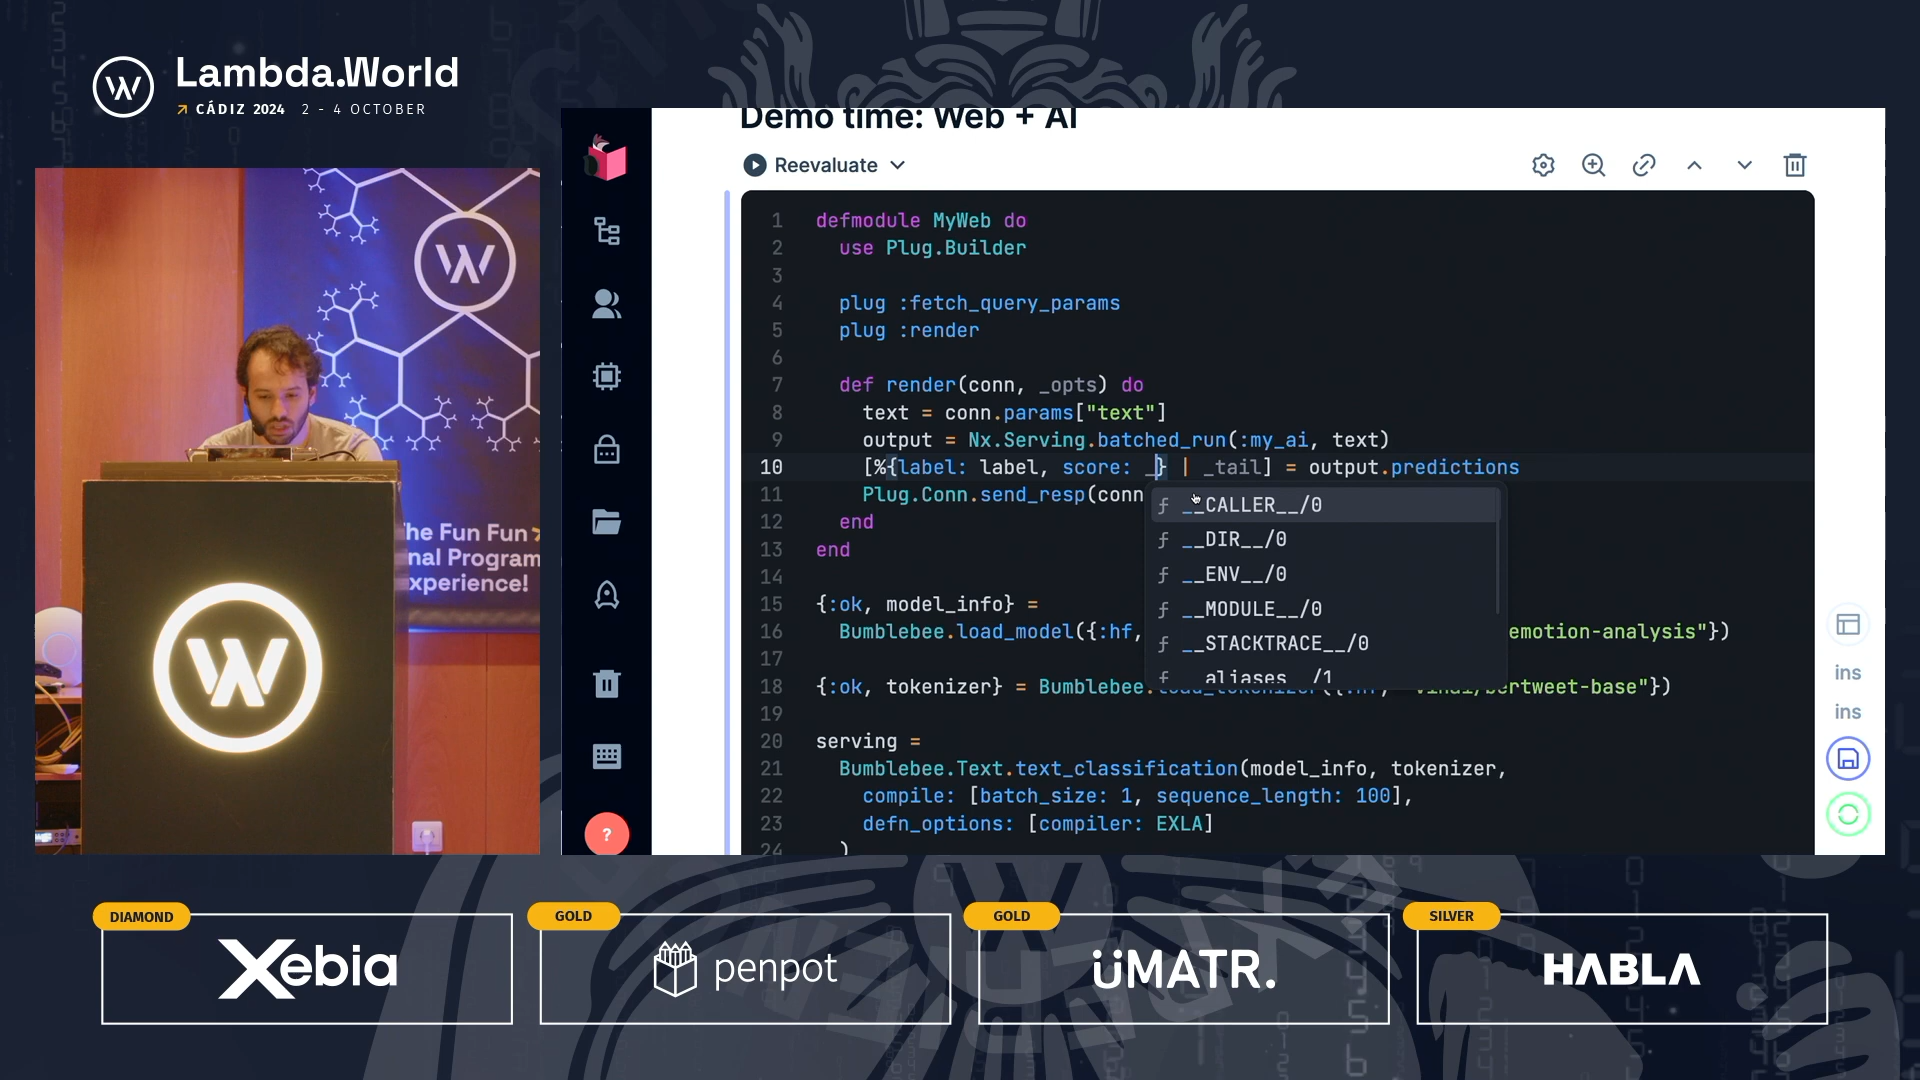 Lambda.World
CÁDIZ 2024 2 - 4 OCTOBER
he Fun Fun
nal Program
xperience!
Demo time: Web + AI
Reevaluate
1 defmodule MyWeb do
2 use Plug.Builder
3
4 plug :fetch_query_params
5 plug :render
6
7 def render(conn, _opts) do
8 text = conn.params["text"]
9 output = Nx.Serving.batched_run(:my_ai, text)
10 [%{label: label, score: _} | _tail] = output.predictions
11 Plug.Conn.send_resp(conn
12 end
13 end
14
15 {:ok, model_info} =
16 Bumblebee.load_model({:hf, emotion-analysis"})
17
18 {:ok, tokenizer} = Bumblebee. ertweet-base"})
19
20 serving =
21 Bumblebee.Text.text_classification(model_info, tokenizer,
22 compile: [batch_size: 1, sequence_length: 100],
23 defn_options: [compiler: EXLA]
24 )
ƒ __CALLER__/0
ƒ __DIR__/0
ƒ __ENV__/0
ƒ __MODULE__/0
ƒ __STACKTRACE__/0
ƒ __aliases__/1
ins
ins
?
DIAMOND
Xebia
GOLD
penpot
GOLD
üMATR.
SILVER
HABLA